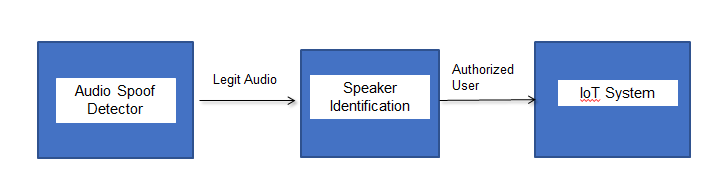 Audio Spoof
Detector
Legit Audio
Speaker
Identification
Authorized
User
IoT System